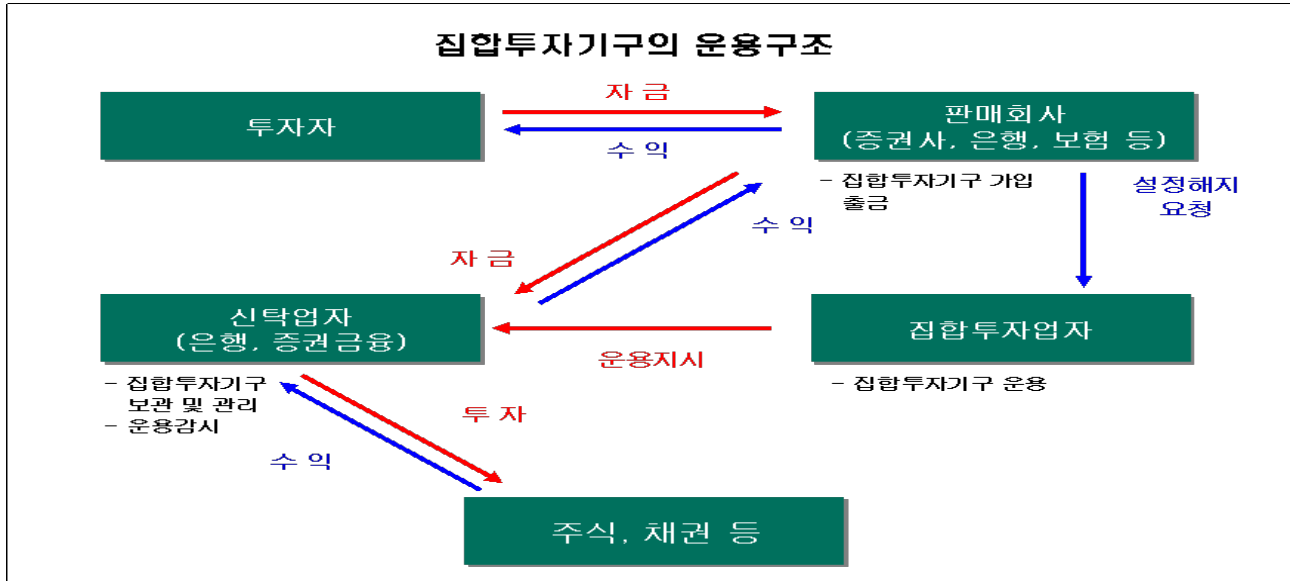 집합투자기구의 운용구조
자 금
투자자
판매회사
(증권사, 은행, 보험 등)
수 익
- 집합투자기구 가입
출금
설정해지
요청
수 익
자 금
신탁업자
(은행, 증권금융)
집합투자업자
운용지시
- 집합투자기구
보관 및 관리
- 운용감시
- 집합투자기구 운용
투 자
수 익
주식, 채권 등